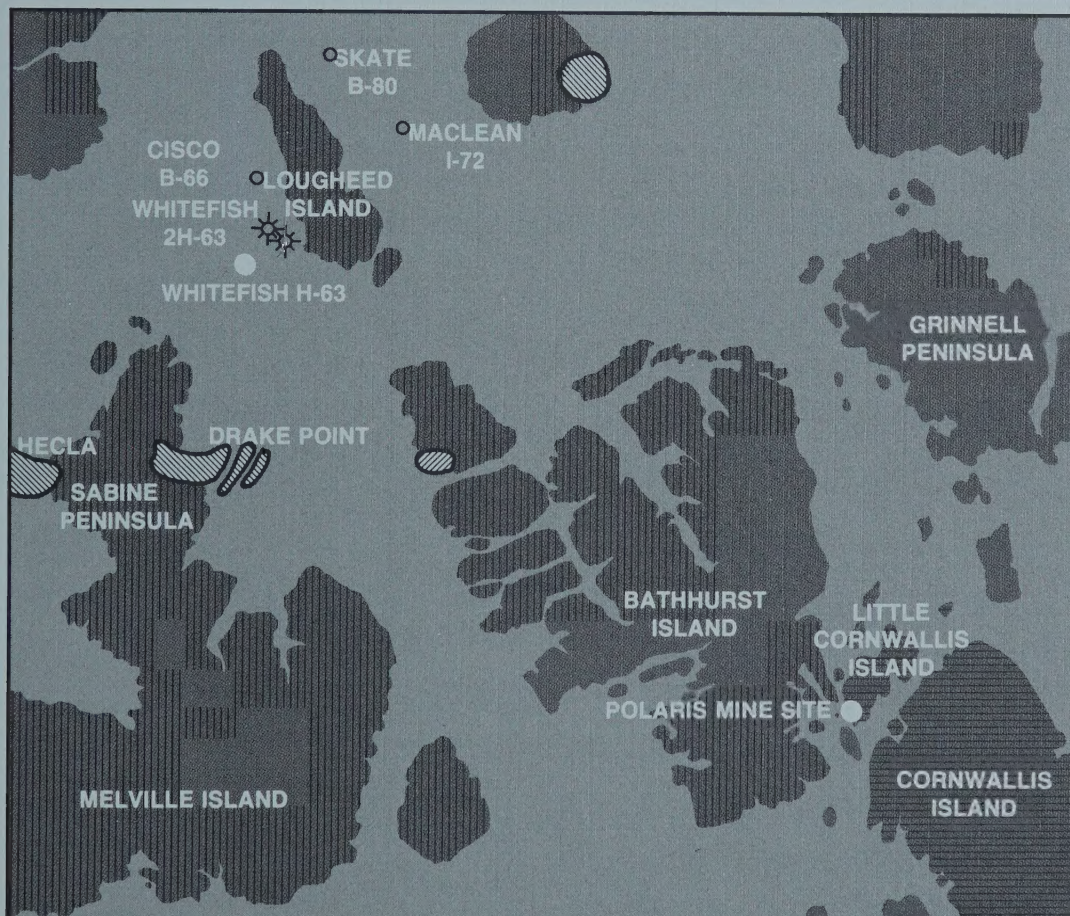 SKATE
B-80
MACLEAN
I-72
CISCO
B-66
LOUGHEED
ISLAND
WHITEFISH
2H-63
WHITEFISH H-63
GRINNELL
PENINSULA
HECLA
DRAKE POINT
SABINE
PENINSULA
BATHHURST
ISLAND
LITTLE
CORNWALLIS
ISLAND
POLARIS MINE SITE
MELVILLE ISLAND
CORNWALLIS
ISLAND